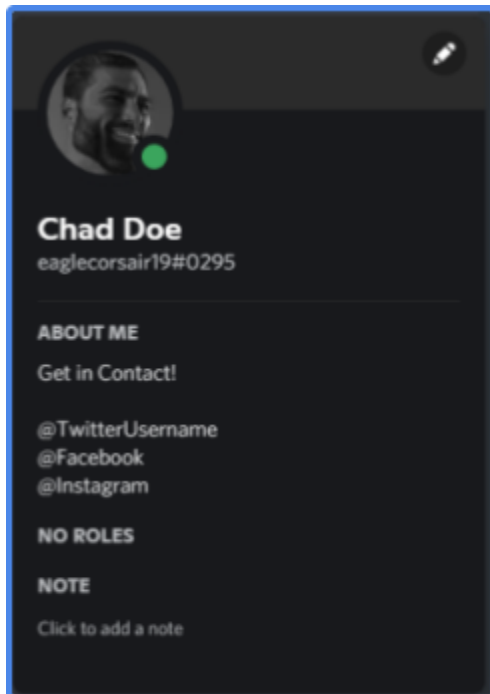 Chad Doe
eaglecorsair19#0295
ABOUT ME
Get in Contact!
@TwitterUsername
@Facebook
@Instagram
NO ROLES
NOTE
Click to add a note